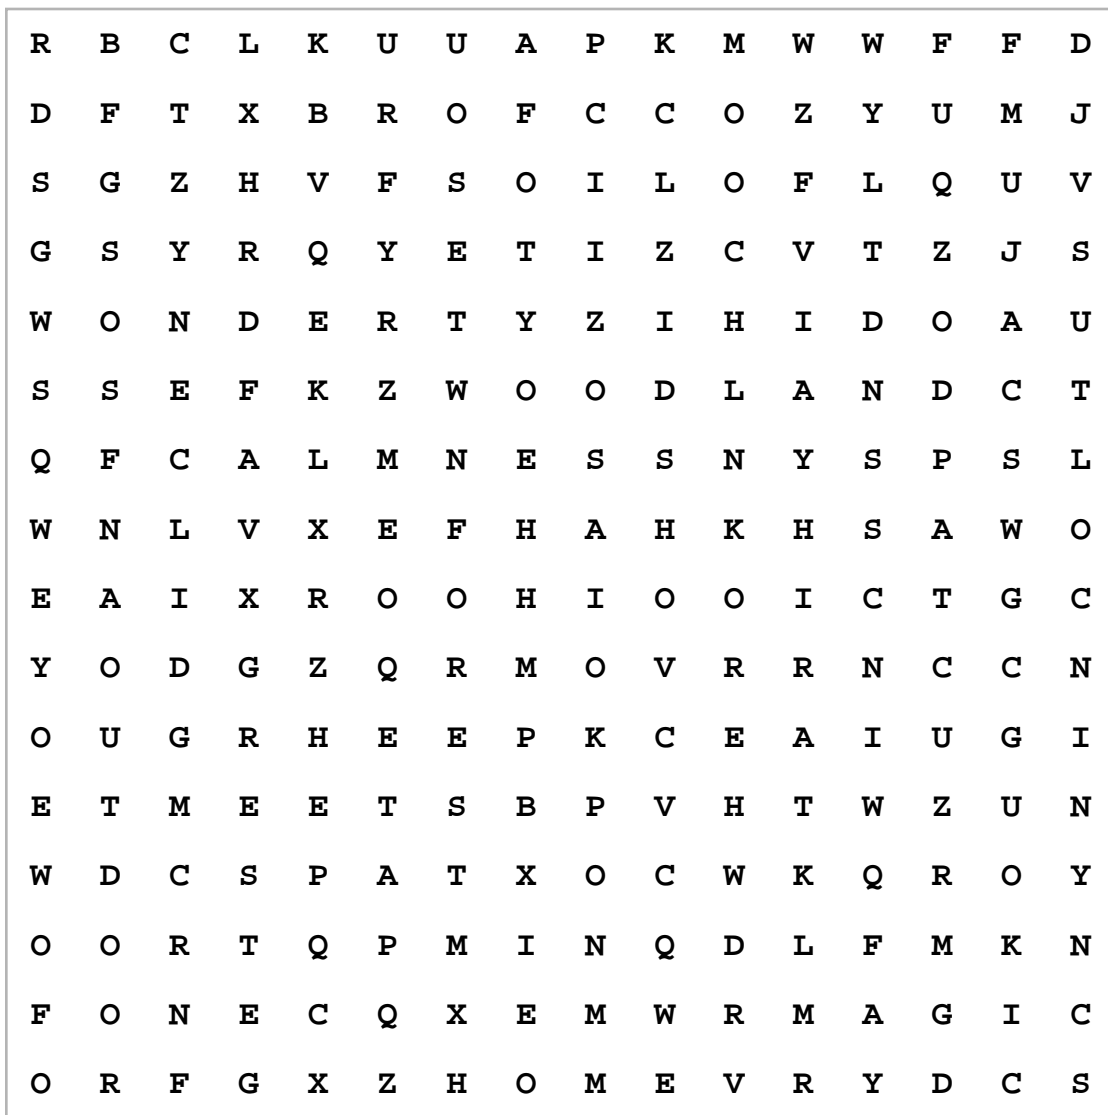 R B C L K U U A P K M W W F F D
D F T X B R O F C C O Z Y U M J
S G Z H V F S O I L O F L Q U V
G S Y R Q Y E T I Z C V T Z J S
W O N D E R T Y Z I H I D O A U
S S E F K Z W O O D L A N D C T
Q F C A L M N E S S N Y S P S L
W N L V X E F H A H K H S A W O
E A I X R O O H I O O I C T G C
Y O D G Z Q R M O V R R N C C N
O U G R H E E P K C E A I U G I
E T M E E T S B P V H T W Z U N
W D C S P A T X O C W K Q R O Y
O O R T Q P M I N Q D L F M K N
F O N E C Q X E M W R M A G I C
O R F G X Z H O M E V R Y D C S